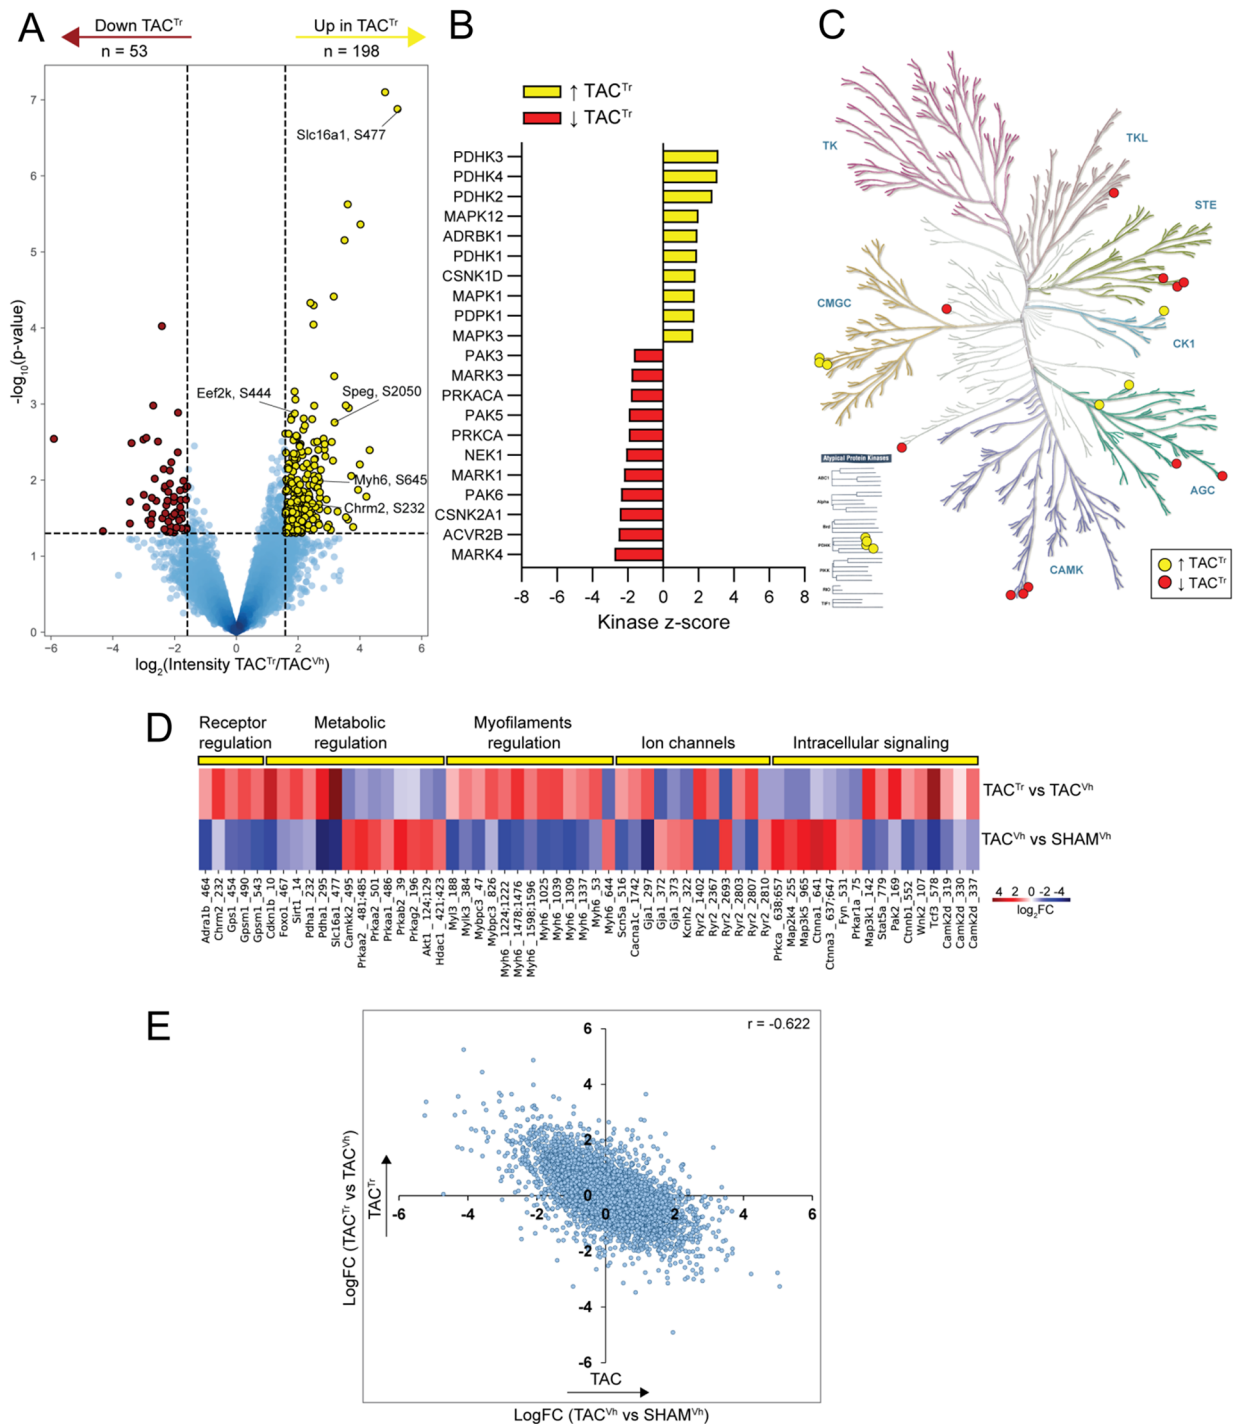 A
Down TACTr
n = 53
Up in TACTr
n = 198
-log10(p-value)
7
6
5
4
3
2
1
0
Slc16a1, S477
Eef2k, S444
Speg, S2050
Myh6, S645
Chrm2, S232
−6 −4 −2 0 2 4 6
log2(Intensity TACTr/TACVh)
B
↑ TACTr
↓ TACTr
PDHK3
PDHK4
PDHK2
MAPK12
ADRBK1
PDHK1
CSNK1D
MAPK1
PDPK1
MAPK3
PAK3
MARK3
PRKACA
PAK5
PRKCA
NEK1
MARK1
PAK6
CSNK2A1
ACVR2B
MARK4
-8 -6 -4 -2 0 2 4 6 8
Kinase z-score
C
TK
TKL
STE
CMGC
CK1
AGC
CAMK
Atypical Protein Kinases
ABC1
Alpha
Brd
PDHK
PIKK
RIO
TIF1
↑ TACTr
↓ TACTr
D
Receptor
regulation
Metabolic
regulation
Myofilaments
regulation
Ion channels
Intracellular signaling
TACTr vs TACVh
TACVh vs SHAMVh
Adra1b_464
Chrm2_232
Gps1_454
Gpsm1_490
Gpsm1_543
Cdkn1b_10
Foxo1_467
Sirt1_14
Pdha1_232
Pdha1_295
Slc16a1_477
Camkk2_495
Prkaa2_481;485
Prkaa2_501
Prkaa1_486
Prkab2_39
Prkag2_196
Akt1_124;129
Hdac1_421;423
Myl3_188
Mylk3_384
Mybpc3_47
Mybpc3_826
Myh6_1224;1222
Myh6_1478;1476
Myh6_1598;1596
Myh6_1025
Myh6_1039
Myh6_1309
Myh6_1337
Myh6_53
Myh6_644
Scn5a_516
Cacna1c_1742
Gja1_297
Gja1_372
Gja1_373
Kcnh2_322
Ryr2_1402
Ryr2_2367
Ryr2_2693
Ryr2_2803
Ryr2_2807
Ryr2_2810
Prkca_638;657
Map2k4_255
Map3k5_965
Ctnna1_641
Ctnna3_637;647
Fyn_531
Prkar1a_75
Map3k1_142
Stat5a_779
Pak2_169
Ctnnb1_552
Wnk2_107
Tcf3_578
Camk2d_319
Camk2d_330
Camk2d_337
4 2 0 -2 -4
log2FC
E
r = -0.622
6
4
2
0
-2
-4
-6
-6 -4 -2 0 2 4 6
LogFC (TACTr vs TACVh)
TACTr
TAC
LogFC (TACVh vs SHAMVh)